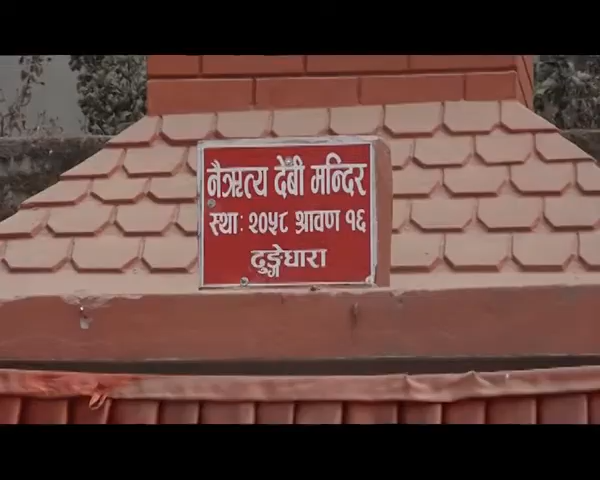 नैऋत्य देबी मन्दिर
स्था: २०५८ श्रावण १६
ढुङ्गेधारा